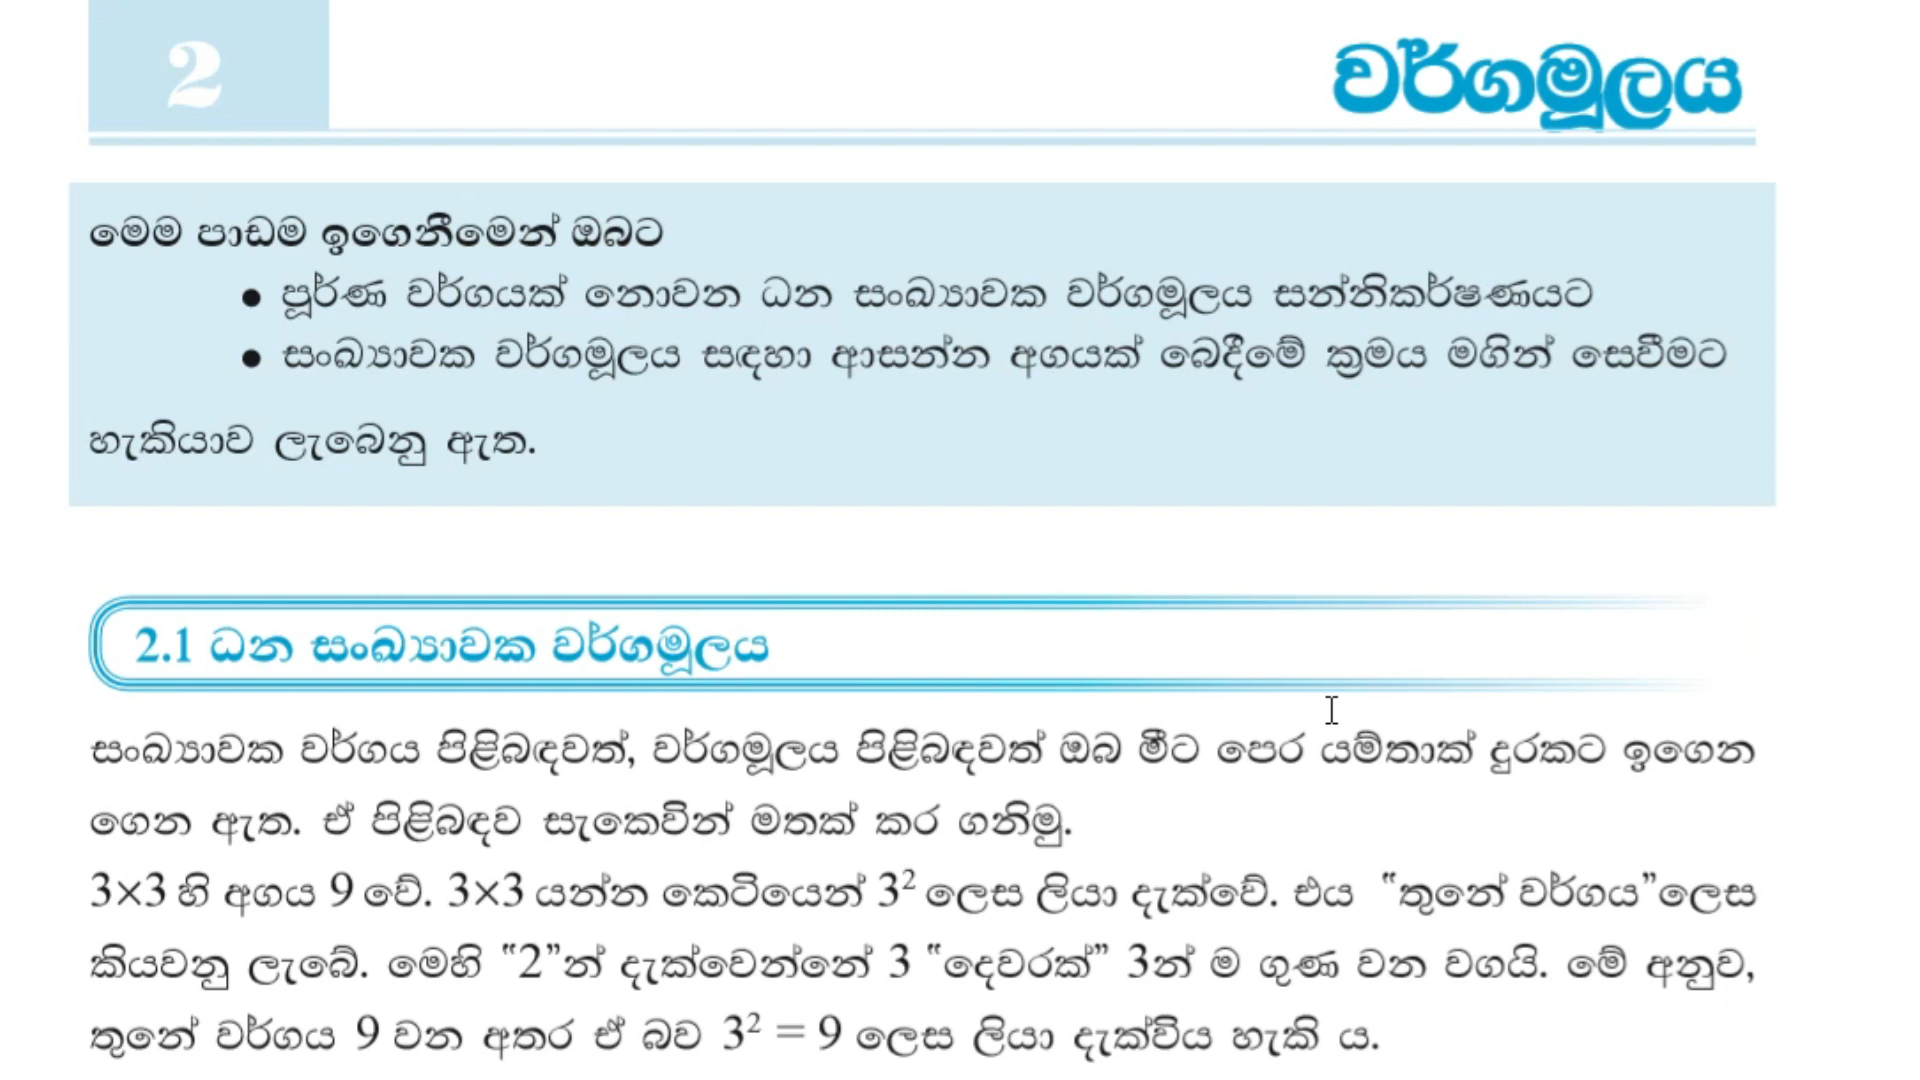 2
වර්ගමූලය
මෙම පාඩම ඉගෙනීමෙන් ඔබට
● පූර්ණ වර්ගයක් නොවන ධන සංඛ්‍යාවක වර්ගමූලය සන්නිකර්ෂණයට
● සංඛ්‍යාවක වර්ගමූලය සඳහා ආසන්න අගයක් බෙදීමේ ක්‍රමය මගින් සෙවීමට
හැකියාව ලැබෙනු ඇත.
2.1 ධන සංඛ්‍යාවක වර්ගමූලය
සංඛ්‍යාවක වර්ගය පිළිබඳවත්, වර්ගමූලය පිළිබඳවත් ඔබ මීට පෙර යම්තාක් දුරකට ඉගෙන
ගෙන ඇත. ඒ පිළිබඳව සැකෙවින් මතක් කර ගනිමු.
3×3 හි අගය 9 වේ. 3×3 යන්න කෙටියෙන් 3² ලෙස ලියා දැක්වේ. එය “තුනේ වර්ගය”ලෙස
කියවනු ලැබේ. මෙහි “2”න් දැක්වෙන්නේ 3 “දෙවරක්” 3න් ම ගුණ වන වගයි. මේ අනුව,
තුනේ වර්ගය 9 වන අතර ඒ බව 3² = 9 ලෙස ලියා දැක්විය හැකි ය.